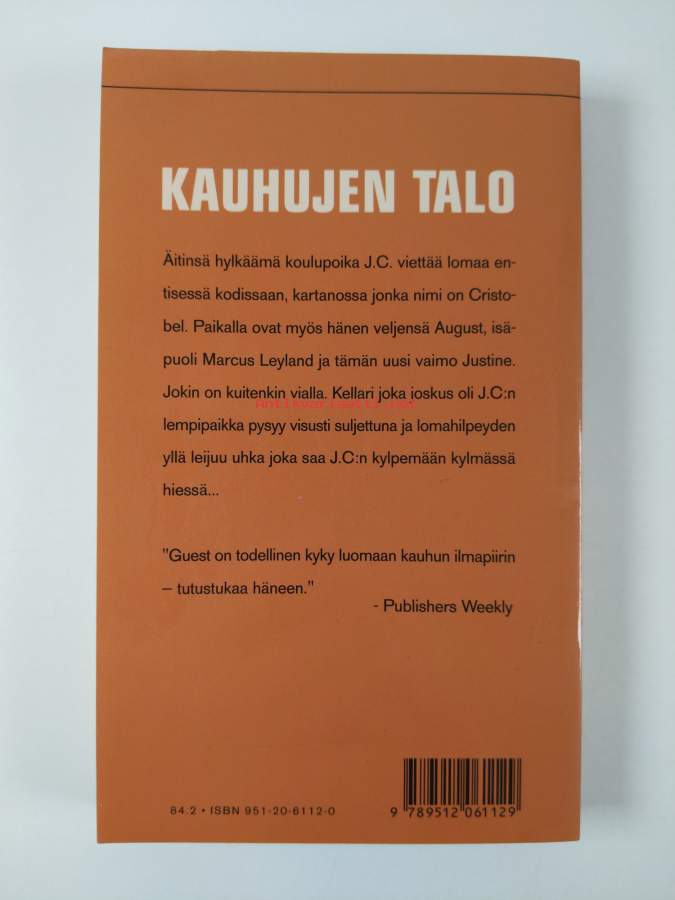 KAUHUJEN TALO
Äitinsä hylkäämä koulupoika J.C. viettää lomaa en-
tisessä kodissaan, kartanossa jonka nimi on Cristo-
bel. Paikalla ovat myös hänen veljensä August, isä-
puoli Marcus Leyland ja tämän uusi vaimo Justine.
Jokin on kuitenkin vialla. Kellari joka joskus oli J.C:n
lempipaikka pysyy visusti suljettuna ja lomahilpeyden
yllä leijuu uhka joka saa J.C:n kylpemään kylmässä
hiessä...
"Guest on todellinen kyky luomaan kauhun ilmapiirin
– tutustukaa häneen."
- Publishers Weekly
84.2 • ISBN 951-20-6112-0
9 789512 061129